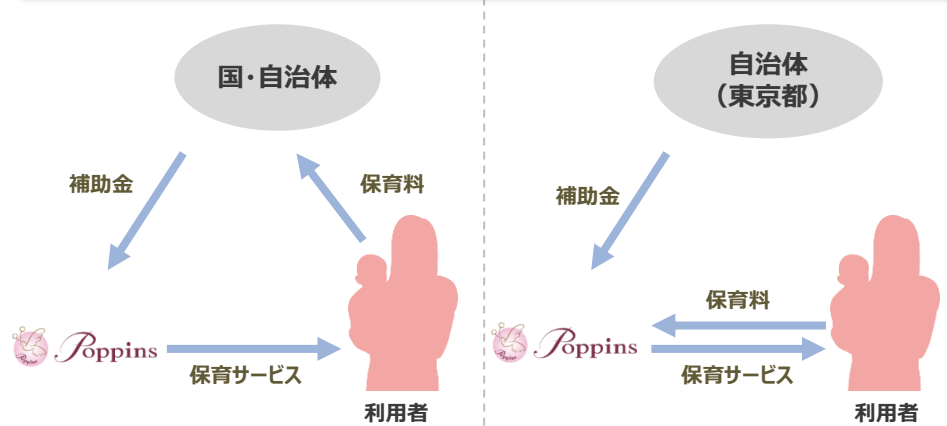 国・自治体
補助金
保育料
Poppins
保育サービス
利用者
自治体
（東京都）
補助金
保育料
Poppins
保育サービス
利用者